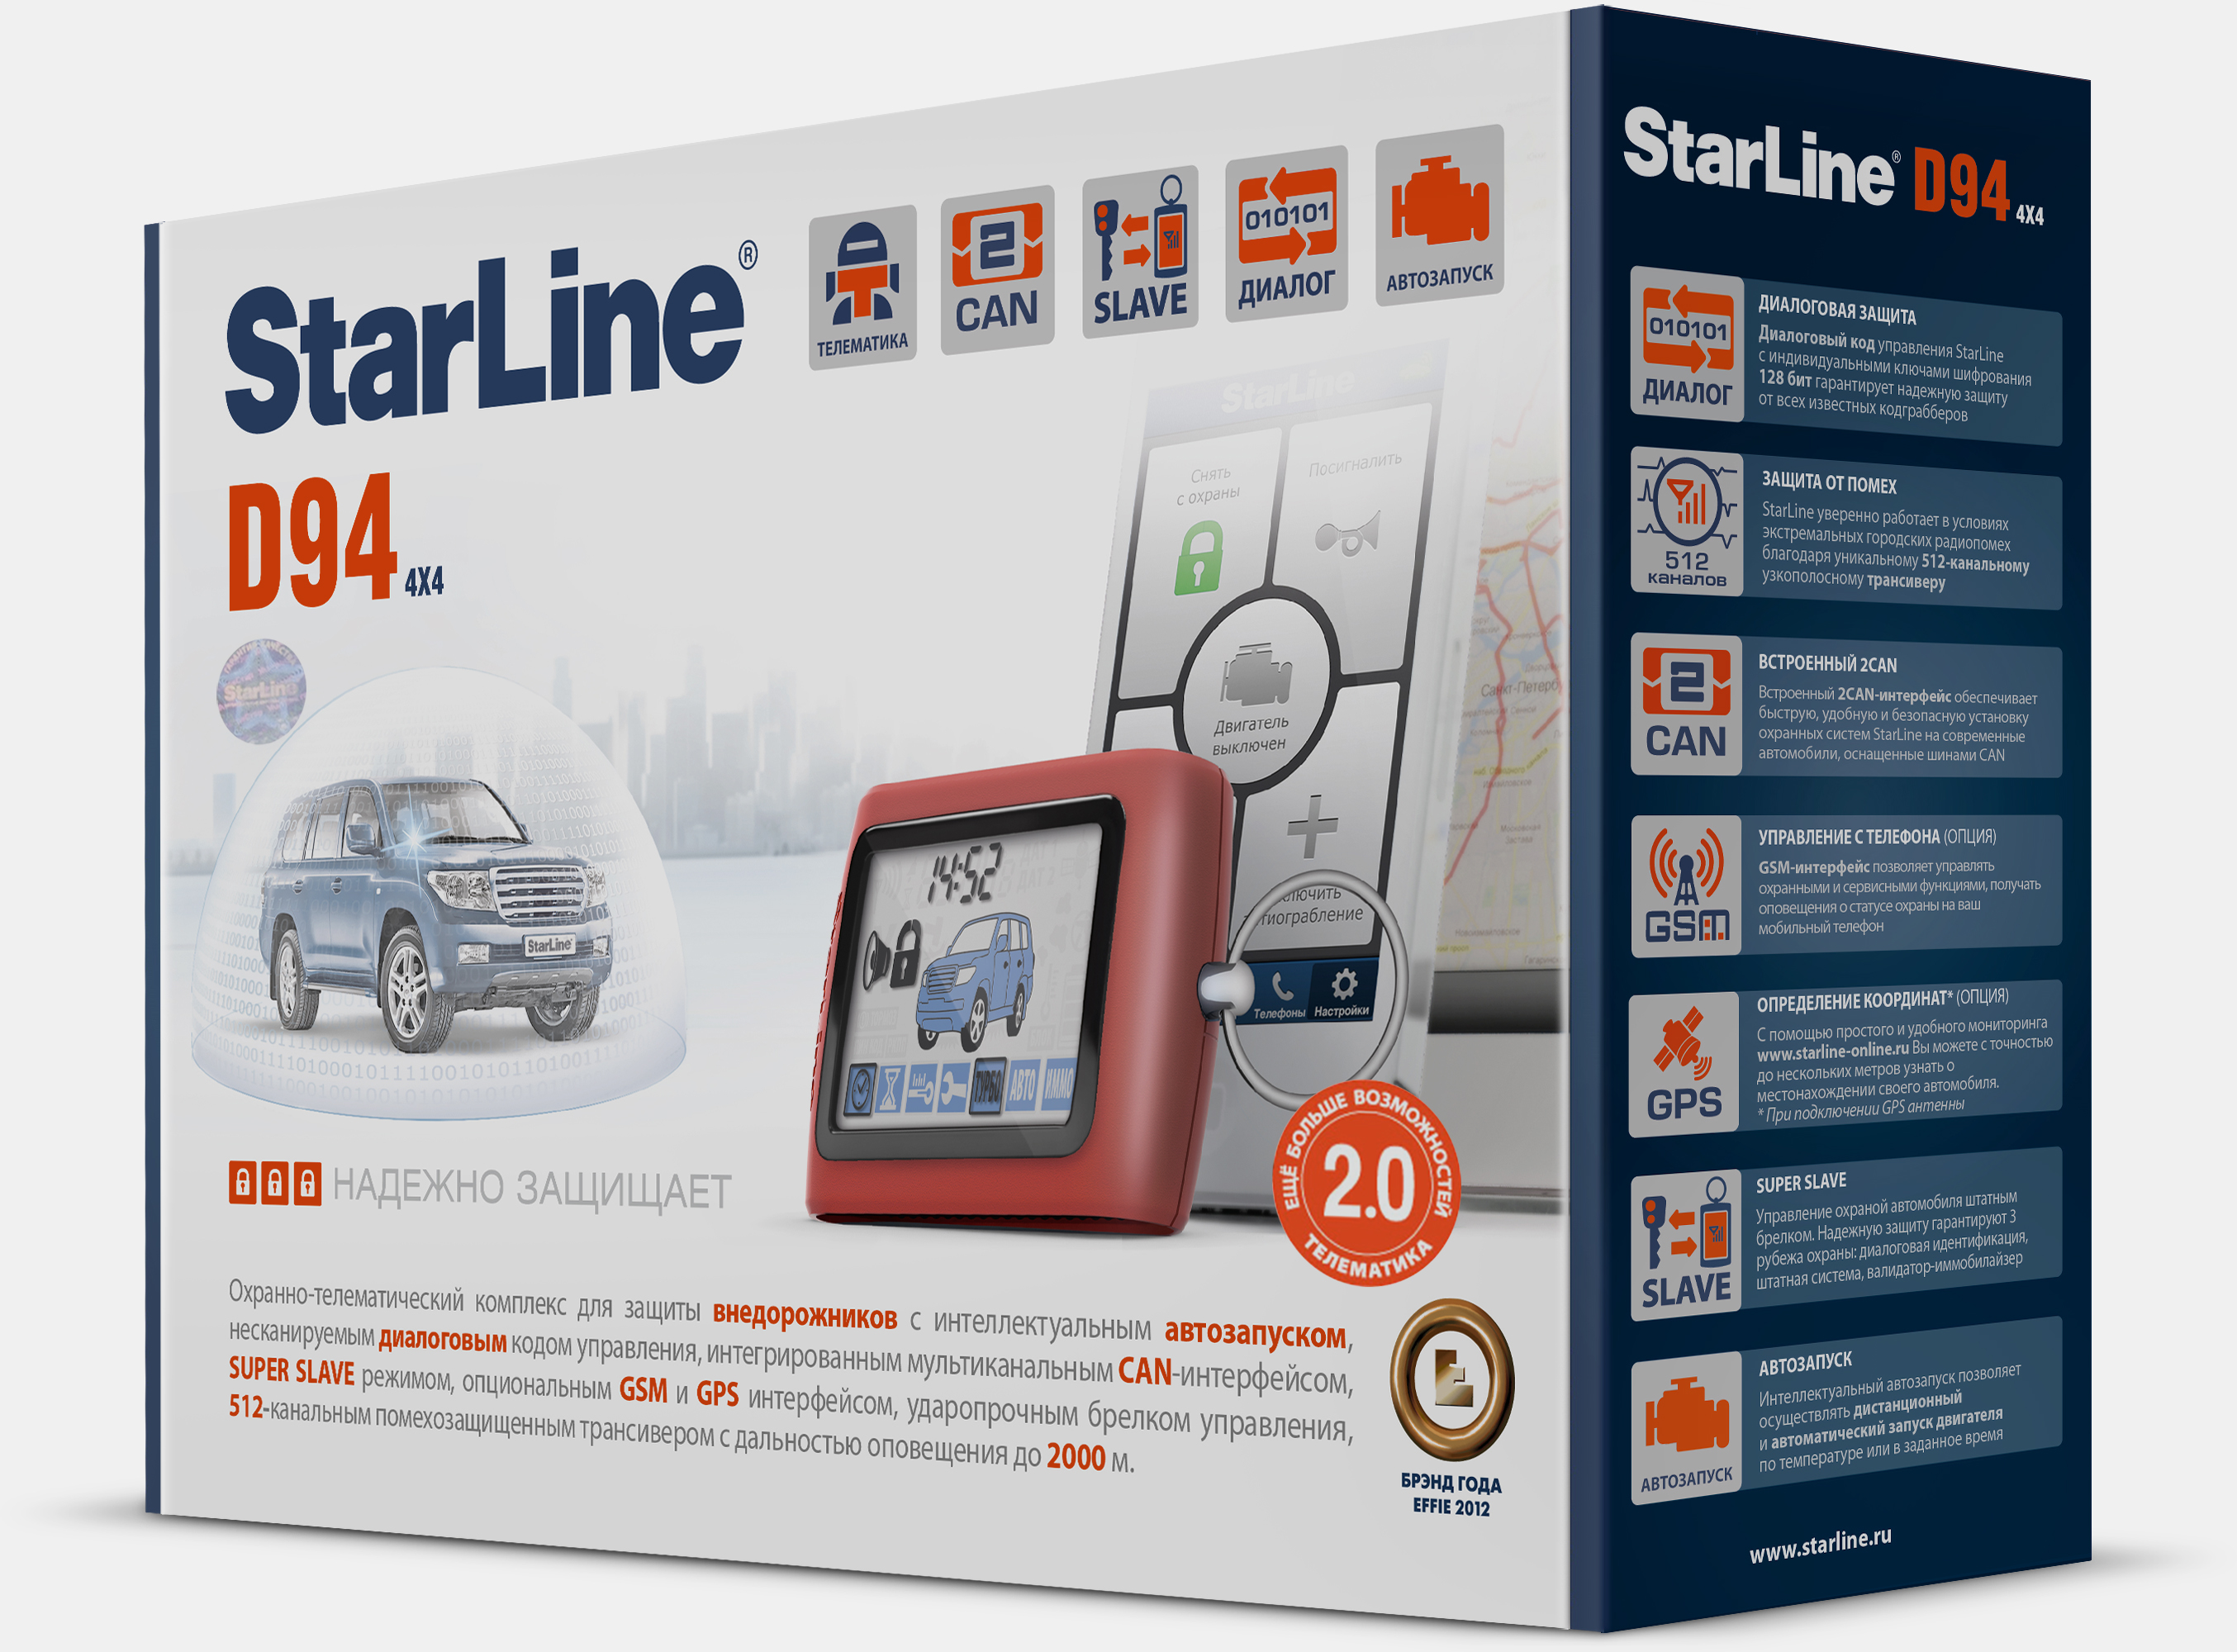 StarLine®
D94 4X4
ТЕЛЕМАТИКА
2
CAN
SLAVE
010101
ДИАЛОГ
АВТОЗАПУСК
StarLine
StarLine
Снять
с охраны
Посигналить
Двигатель
выключен
Санкт-Петерб
ключить
тиограбление
Телефоны
Настройки
StarLine
14:52
ТУРБО
АВТО
ИММО
ЕЩЁ БОЛЬШЕ ВОЗМОЖНОСТЕЙ
2.0
ТЕЛЕМАТИКА
НАДЕЖНО ЗАЩИЩАЕТ
Охранно-телематический комплекс для защиты внедорожников с интеллектуальным автозапуском,
несканируемым диалоговым кодом управления, интегрированным мультиканальным CAN-интерфейсом,
SUPER SLAVE режимом, опциональным GSM и GPS интерфейсом, ударопрочным брелком управления,
512-канальным помехозащищенным трансивером с дальностью оповещения до 2000 м.
БРЭНД ГОДА
EFFIE 2012
StarLine® D94 4X4
010101
ДИАЛОГ
ДИАЛОГОВАЯ ЗАЩИТА
Диалоговый код управления StarLine
с индивидуальными ключами шифрования
128 бит гарантирует надежную защиту
от всех известных кодграбберов
512
каналов
ЗАЩИТА ОТ ПОМЕХ
StarLine уверенно работает в условиях
экстремальных городских радиопомех
благодаря уникальному 512-канальному
узкополосному трансиверу
2
CAN
ВСТРОЕННЫЙ 2CAN
Встроенный 2CAN-интерфейс обеспечивает
быструю, удобную и безопасную установку
охранных систем StarLine на современные
автомобили, оснащенные шинами CAN
GSM
УПРАВЛЕНИЕ С ТЕЛЕФОНА (ОПЦИЯ)
GSM-интерфейс позволяет управлять
охранными и сервисными функциями, получать
оповещения о статусе охраны на ваш
мобильный телефон
GPS
ОПРЕДЕЛЕНИЕ КООРДИНАТ* (ОПЦИЯ)
С помощью простого и удобного мониторинга
www.starline-online.ru Вы можете с точностью
до нескольких метров узнать о
местонахождении своего автомобиля.
* При подключении GPS антенны
SLAVE
SUPER SLAVE
Управление охраной автомобиля штатным
брелком. Надежную защиту гарантируют 3
рубежа охраны: диалоговая идентификация,
штатная система, валидатор-иммобилайзер
АВТОЗАПУСК
АВТОЗАПУСК
Интеллектуальный автозапуск позволяет
осуществлять дистанционный
и автоматический запуск двигателя
по температуре или в заданное время
www.starline.ru